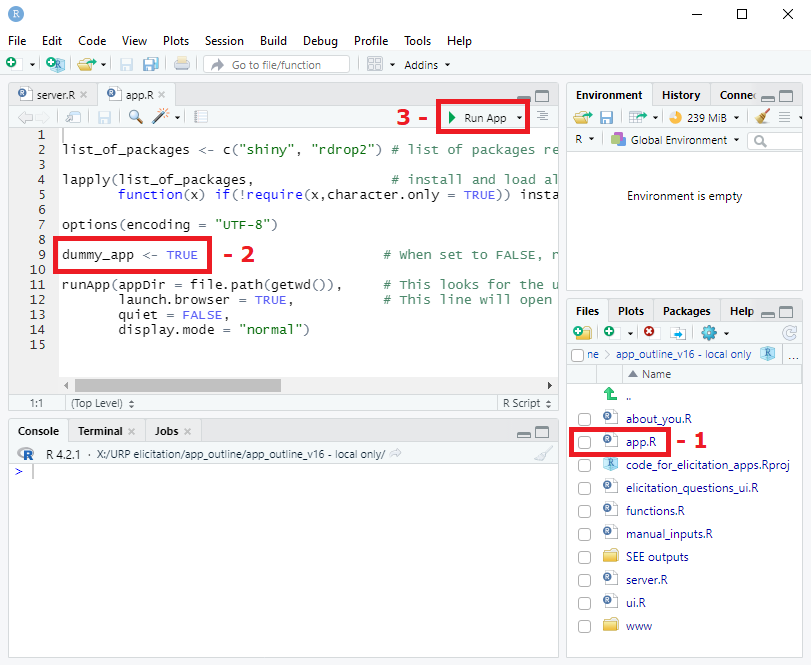 R
File Edit Code View Plots Session Build Debug Profile Tools Help
Go to file/function Addins
server.R app.R
3 - Run App
1
2 list_of_packages <- c("shiny", "rdrop2") # list of packages re
3
4 lapply(list_of_packages, # install and load al
5 function(x) if(!require(x,character.only = TRUE)) insta
6
7 options(encoding = "UTF-8")
8
9 dummy_app <- TRUE - 2 # When set to FALSE, r
10
11 runApp(appDir = file.path(getwd()), # This looks for the u
12 launch.browser = TRUE, # This line will open
13 quiet = FALSE,
14 display.mode = "normal")
15
1:1 (Top Level) R Script
Console Terminal Jobs
R R 4.2.1 · X:/URP elicitation/app_outline/app_outline_v16 - local only/
>
Environment History Connec
239 MiB
R Global Environment
Environment is empty
Files Plots Packages Help
ne app_outline_v16 - local only R ...
Name
..
about_you.R
app.R - 1
code_for_elicitation_apps.Rproj
elicitation_questions_ui.R
functions.R
manual_inputs.R
SEE outputs
server.R
ui.R
www